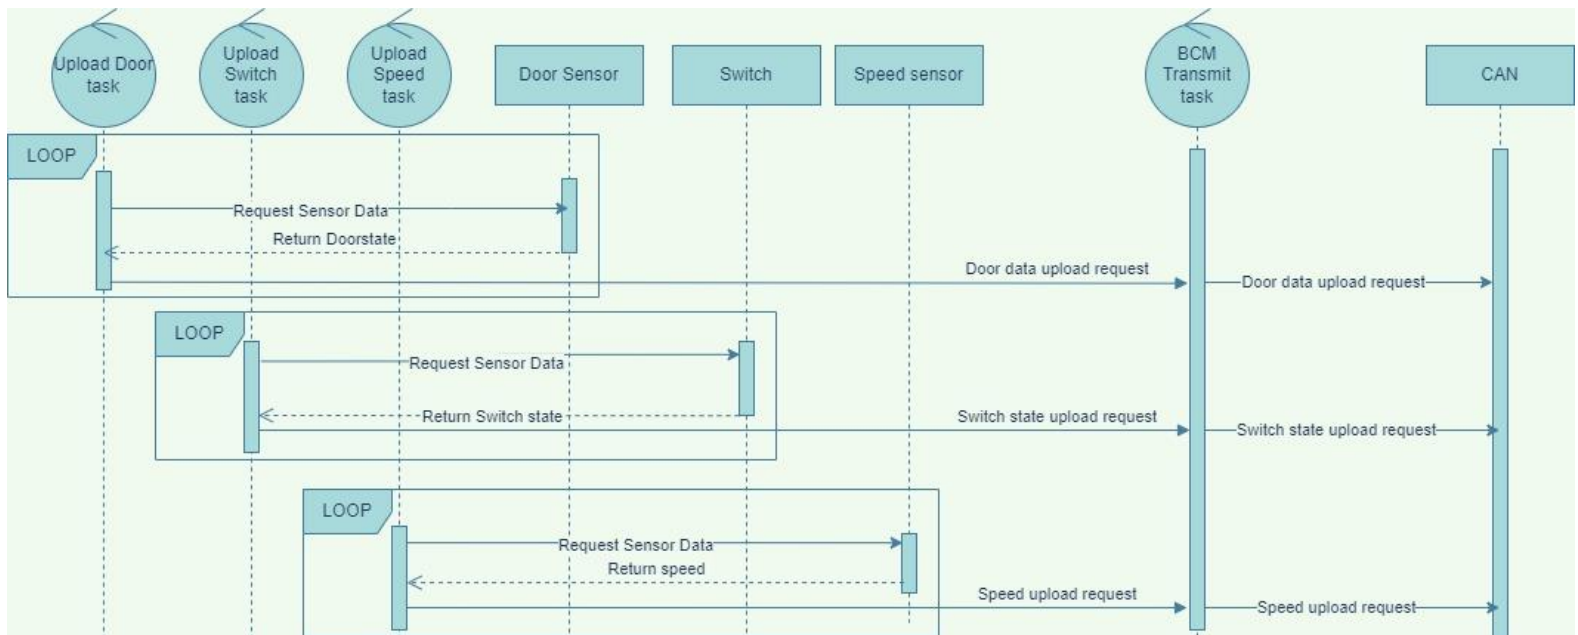 Upload Door
task
Upload
Switch
task
Upload
Speed
task
Door Sensor
Switch
Speed sensor
BCM
Transmit
task
CAN
LOOP
Request Sensor Data
Return Doorstate
Door data upload request
Door data upload request
LOOP
Request Sensor Data
Return Switch state
Switch state upload request
Switch state upload request
LOOP
Request Sensor Data
Return speed
Speed upload request
Speed upload request